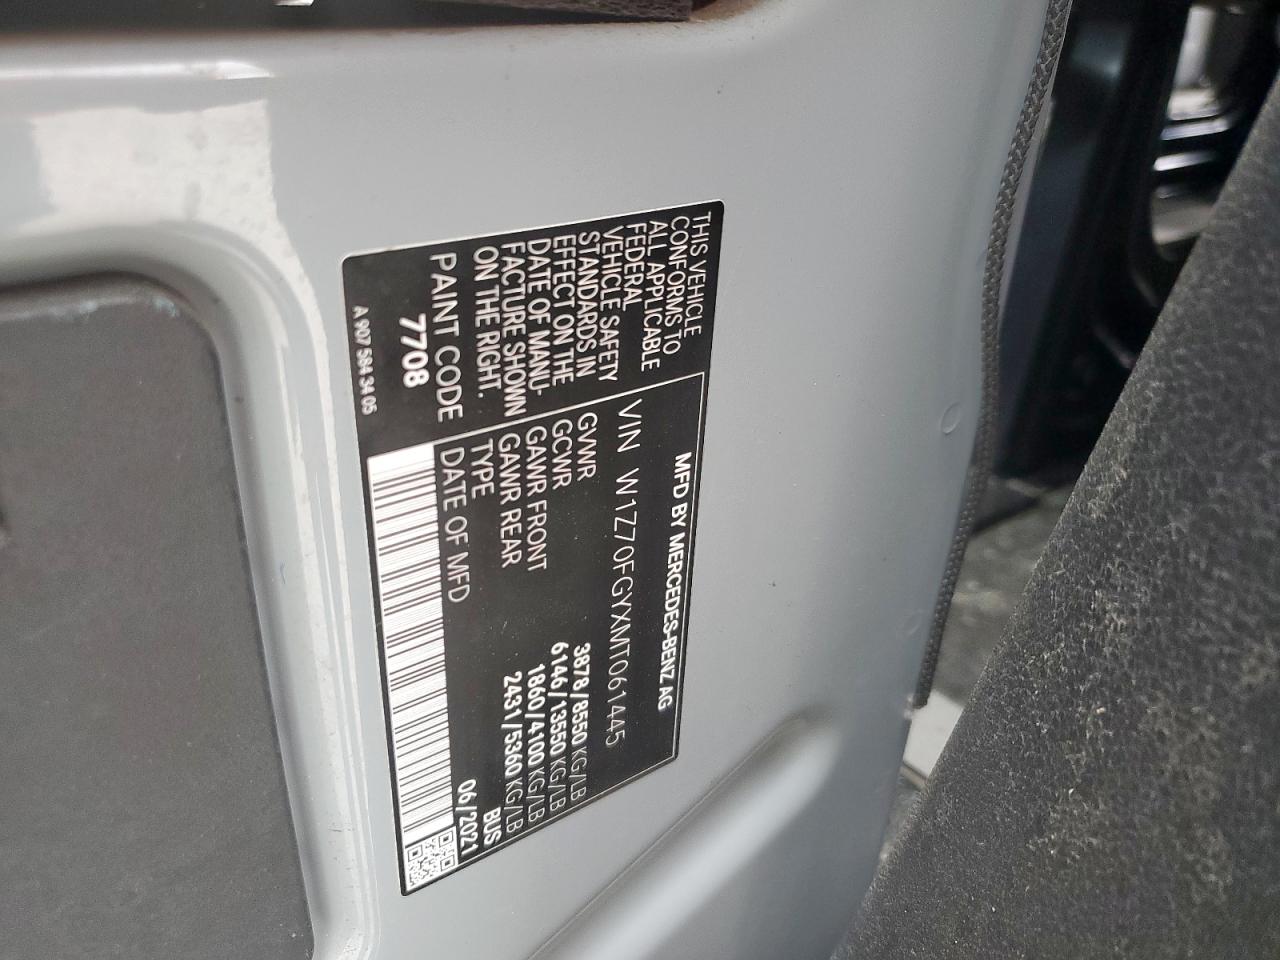 MFD BY MERCEDES-BENZ AG
VIN W1Z70FGYXMT061445
THIS VEHICLE
CONFORMS TO
ALL APPLICABLE
FEDERAL
VEHICLE SAFETY
STANDARDS IN
EFFECT ON THE
DATE OF MANU-
FACTURE SHOWN
ON THE RIGHT.
PAINT CODE
7708
A 907 584 34 05
GVWR 3878/8550 KG/LB
GCWR 6146/13550 KG/LB
GAWR FRONT 1860/4100 KG/LB
GAWR REAR 2431/5360 KG/LB
TYPE BUS
DATE OF MFD 06/2021